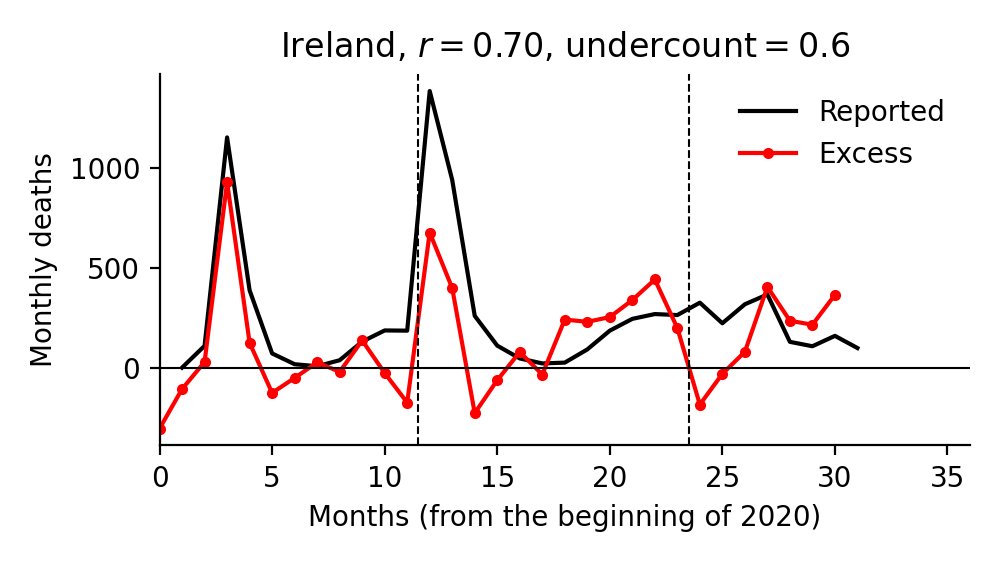 Ireland, r = 0.70, undercount = 0.6
Reported
Excess
Monthly deaths
1000
500
0
0 5 10 15 20 25 30 35
Months (from the beginning of 2020)